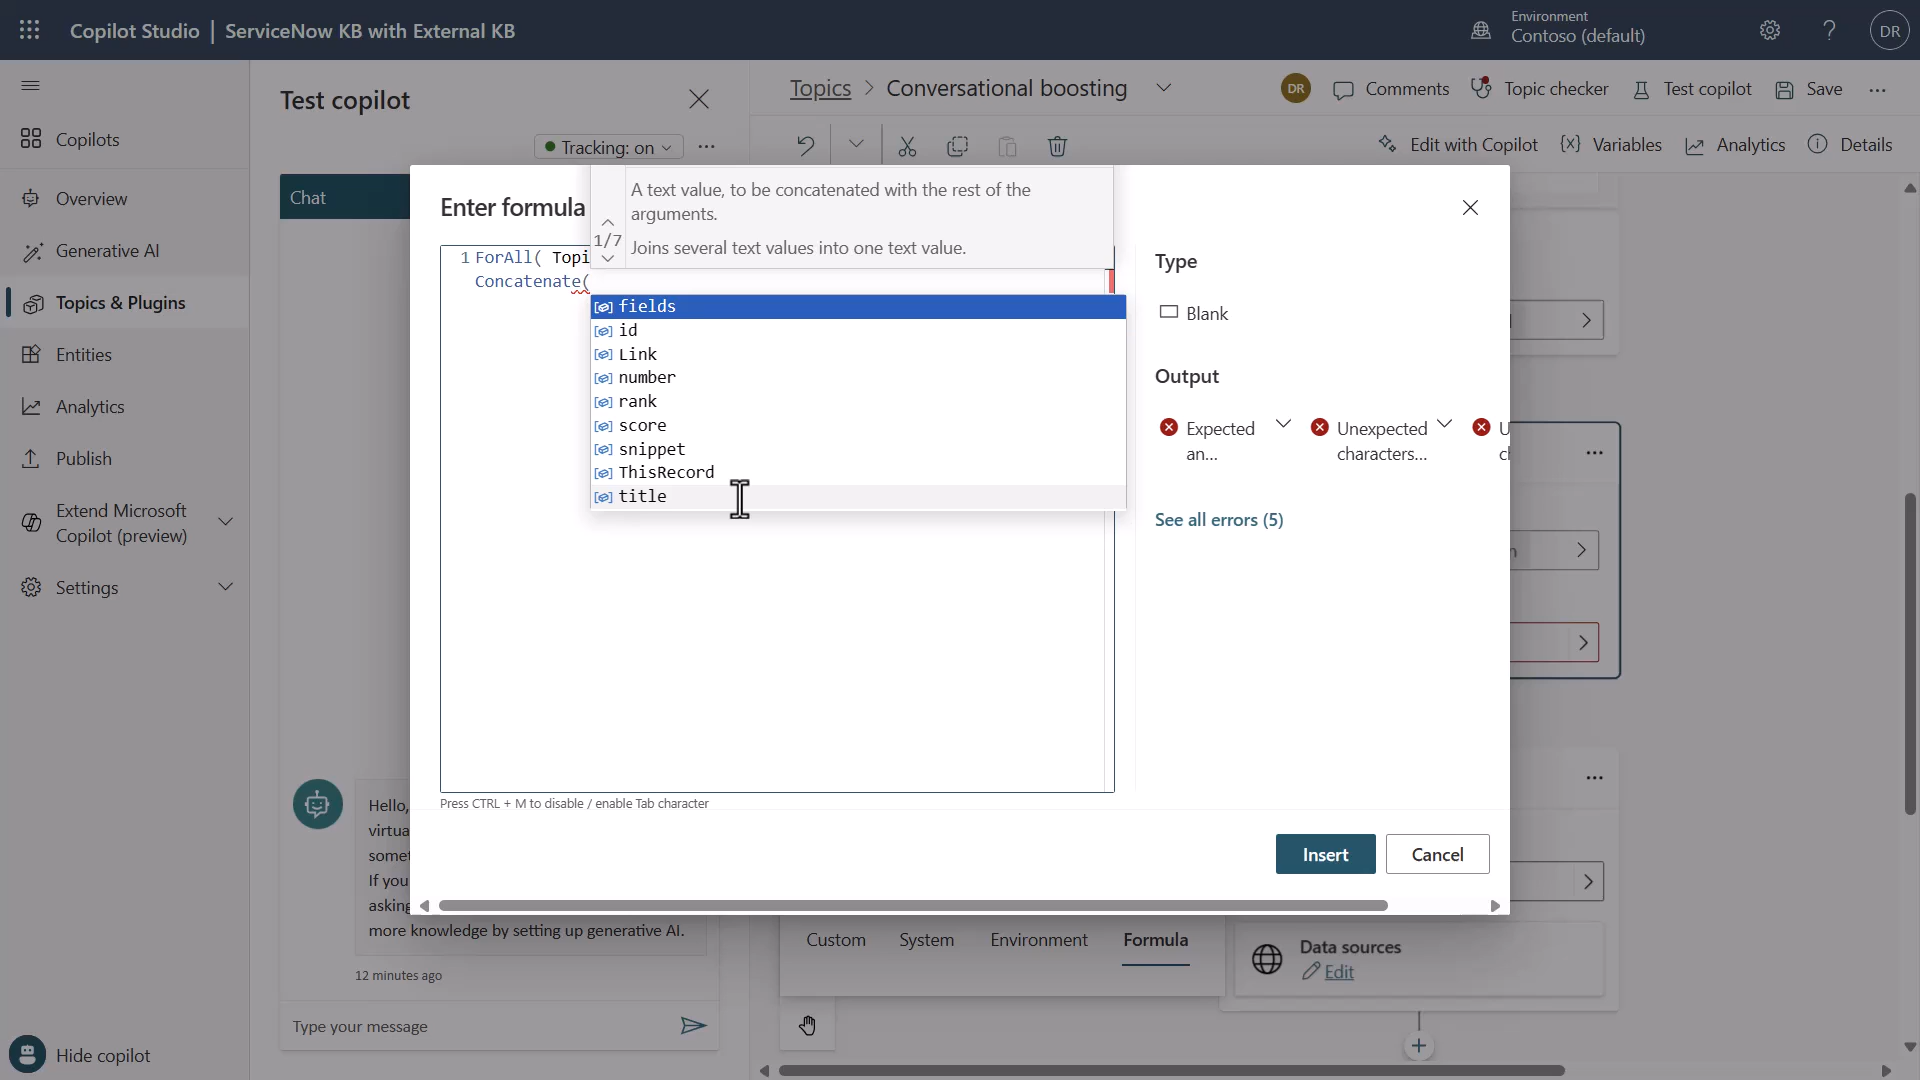 Copilot Studio | ServiceNow KB with External KB
Environment
Contoso (default)
DR
Copilots
Overview
Generative AI
Topics & Plugins
Entities
Analytics
Publish
Extend Microsoft
Copilot (preview)
Settings
Hide copilot
Test copilot
Tracking: on
Chat
Hello,
virtua
some
If you
asking
more knowledge by setting up generative AI.
12 minutes ago
Type your message
Topics > Conversational boosting
DR
Comments
Topic checker
Test copilot
Save
Edit with Copilot
Variables
Analytics
Details
Enter formula
A text value, to be concatenated with the rest of the
arguments.
1/7
Joins several text values into one text value.
1 ForAll( Topi
Concatenate(
fields
id
Link
number
rank
score
snippet
ThisRecord
title
Press CTRL + M to disable / enable Tab character
Type
Blank
Output
Expected
an...
Unexpected
characters...
U
cl
See all errors (5)
Insert
Cancel
Custom
System
Environment
Formula
Data sources
Edit